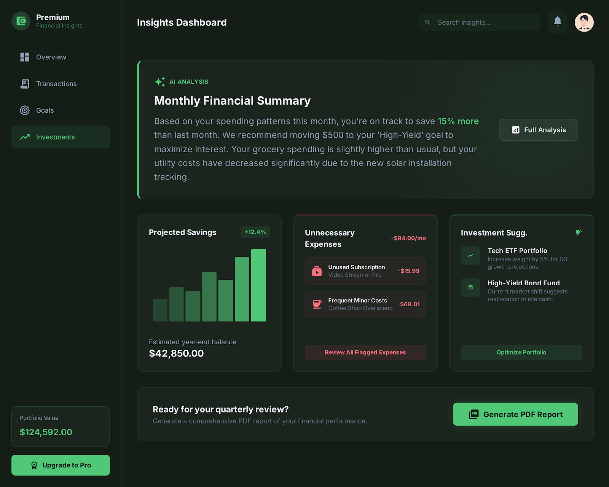 Premium
Financial Insights
Overview
Transactions
Goals
Investments
Portfolio Value
$124,592.00
Upgrade to Pro
Insights Dashboard
Search insights...
AI ANALYSIS
Monthly Financial Summary
Based on your spending patterns this month, you're on track to save 15% more
than last month. We recommend moving $500 to your 'High-Yield' goal to
maximize interest. Your grocery spending is slightly higher than usual, but your
utility costs have decreased significantly due to the new solar installation
tracking.
Full Analysis
Projected Savings
+12.4%
Estimated year-end balance
$42,850.00
Unnecessary
Expenses
-$84.00/mo
Unused Subscription
Video Streamer Pro
-$15.99
Frequent Minor Costs
Coffee Shop Overspend
-$68.01
Review All Flagged Expenses
Investment Sugg.
Tech ETF Portfolio
Increase weight by 5% for Q3
growth projections.
High-Yield Bond Fund
Current market shift suggests
reallocation of idle cash.
Optimize Portfolio
Ready for your quarterly review?
Generate a comprehensive PDF report of your financial performance.
Generate PDF Report